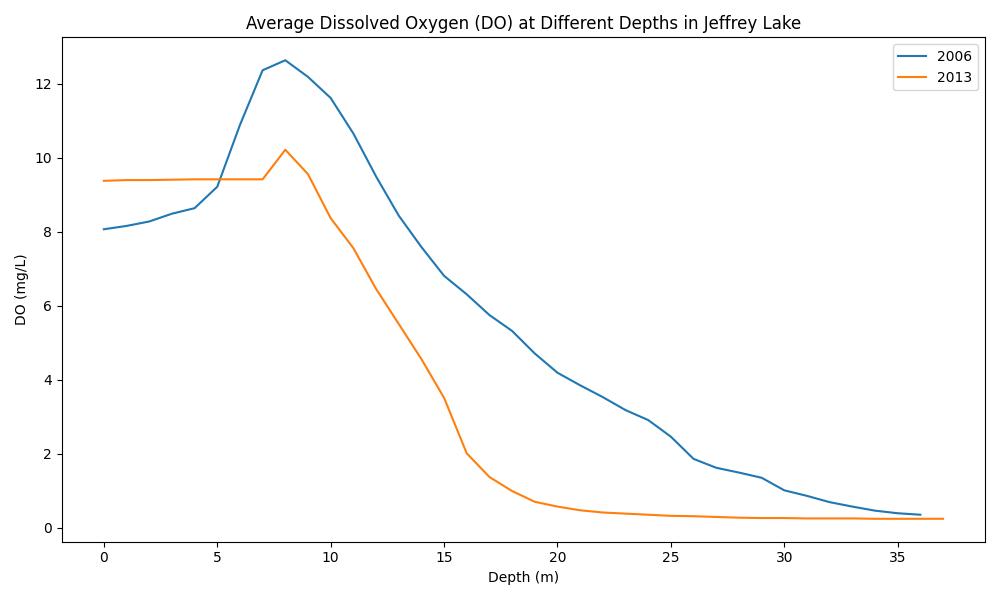 Average Dissolved Oxygen (DO) at Different Depths in Jeffrey Lake
2006
2013
DO (mg/L)
12
10
8
6
4
2
0
0 5 10 15 20 25 30 35
Depth (m)